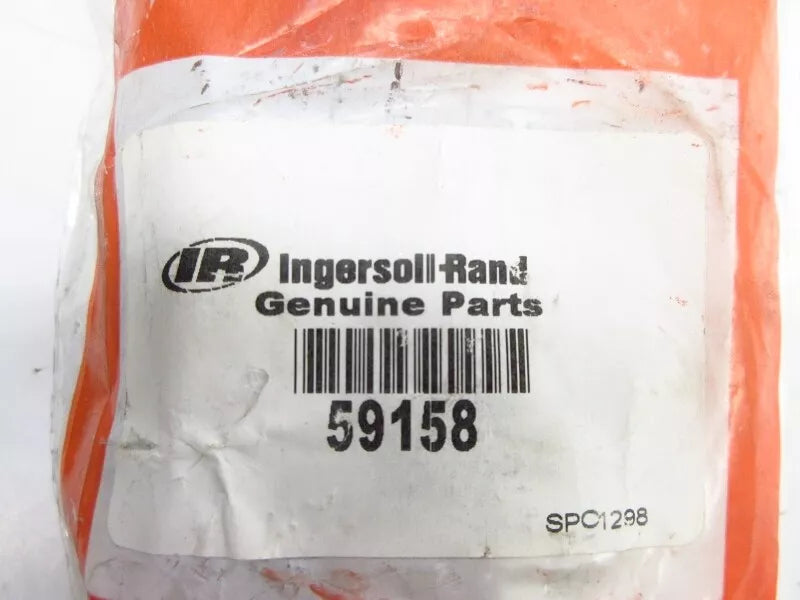 IR Ingersoll-Rand
Genuine Parts
59158
SPC1298